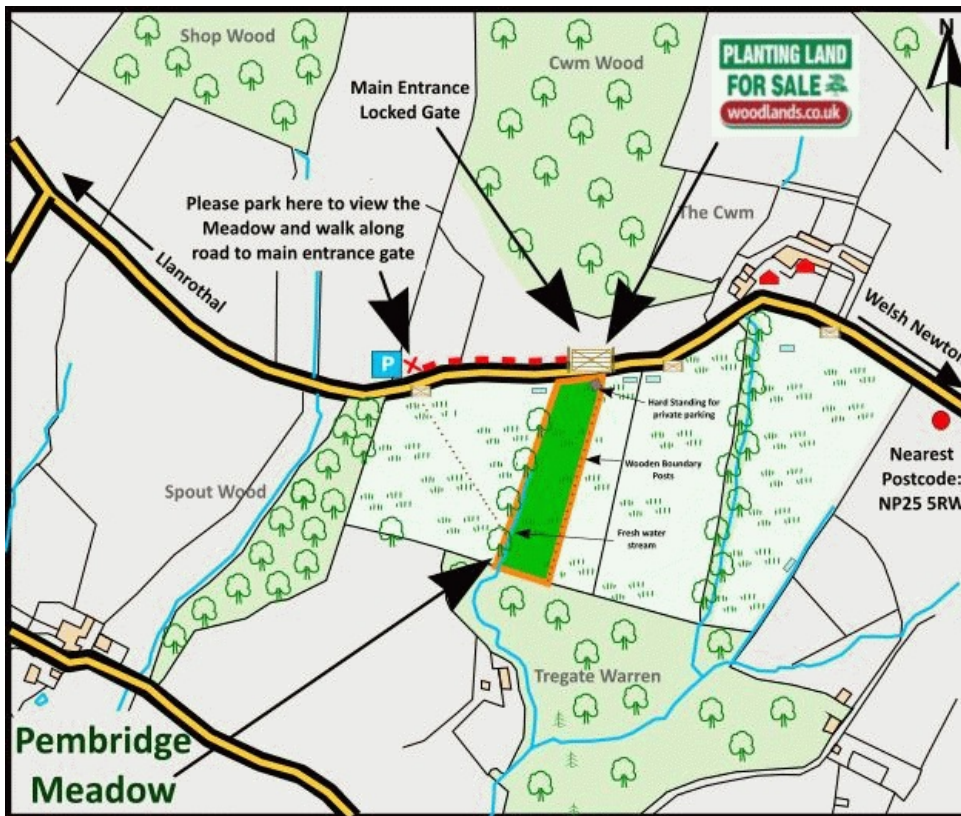 Shop Wood
Cwm Wood
N
PLANTING LAND
FOR SALE
woodlands.co.uk
Main Entrance
Locked Gate
Please park here to view the
Meadow and walk along
road to main entrance gate
The Cwm
Llanrothal
Welsh Newton
P
Hard Standing for
private parking
Nearest
Postcode:
NP25 5RW
Wooden Boundary
Posts
Spout Wood
Fresh water
stream
Tregate Warren
Pembridge
Meadow